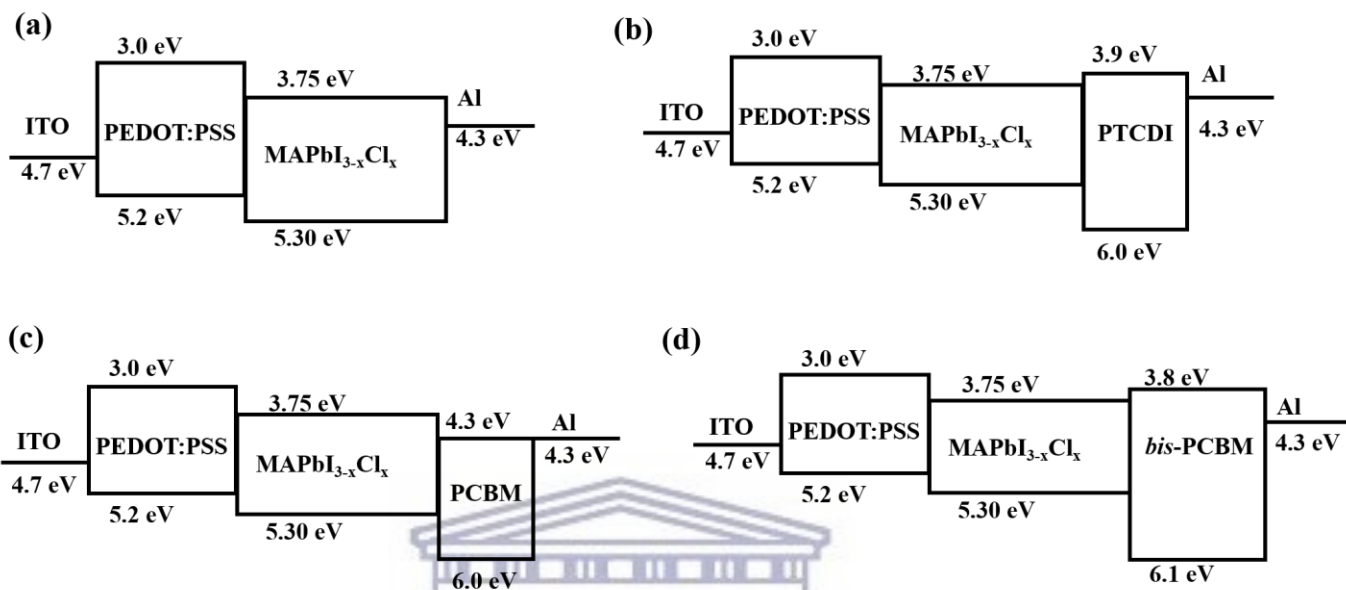 (a)
3.0 eV
3.75 eV
ITO
PEDOT:PSS
MAPbI₃₋ₓClₓ
Al
4.7 eV
4.3 eV
5.2 eV
5.30 eV
(b)
3.0 eV
3.75 eV
3.9 eV
Al
ITO
PEDOT:PSS
MAPbI₃₋ₓClₓ
PTCDI
4.3 eV
4.7 eV
5.2 eV
5.30 eV
6.0 eV
(c)
3.0 eV
3.75 eV
4.3 eV
Al
ITO
PEDOT:PSS
MAPbI₃₋ₓClₓ
4.3 eV
4.7 eV
PCBM
5.2 eV
5.30 eV
6.0 eV
(d)
3.0 eV
3.75 eV
3.8 eV
Al
ITO
PEDOT:PSS
MAPbI₃₋ₓClₓ
bis-PCBM
4.3 eV
4.7 eV
5.2 eV
5.30 eV
6.1 eV